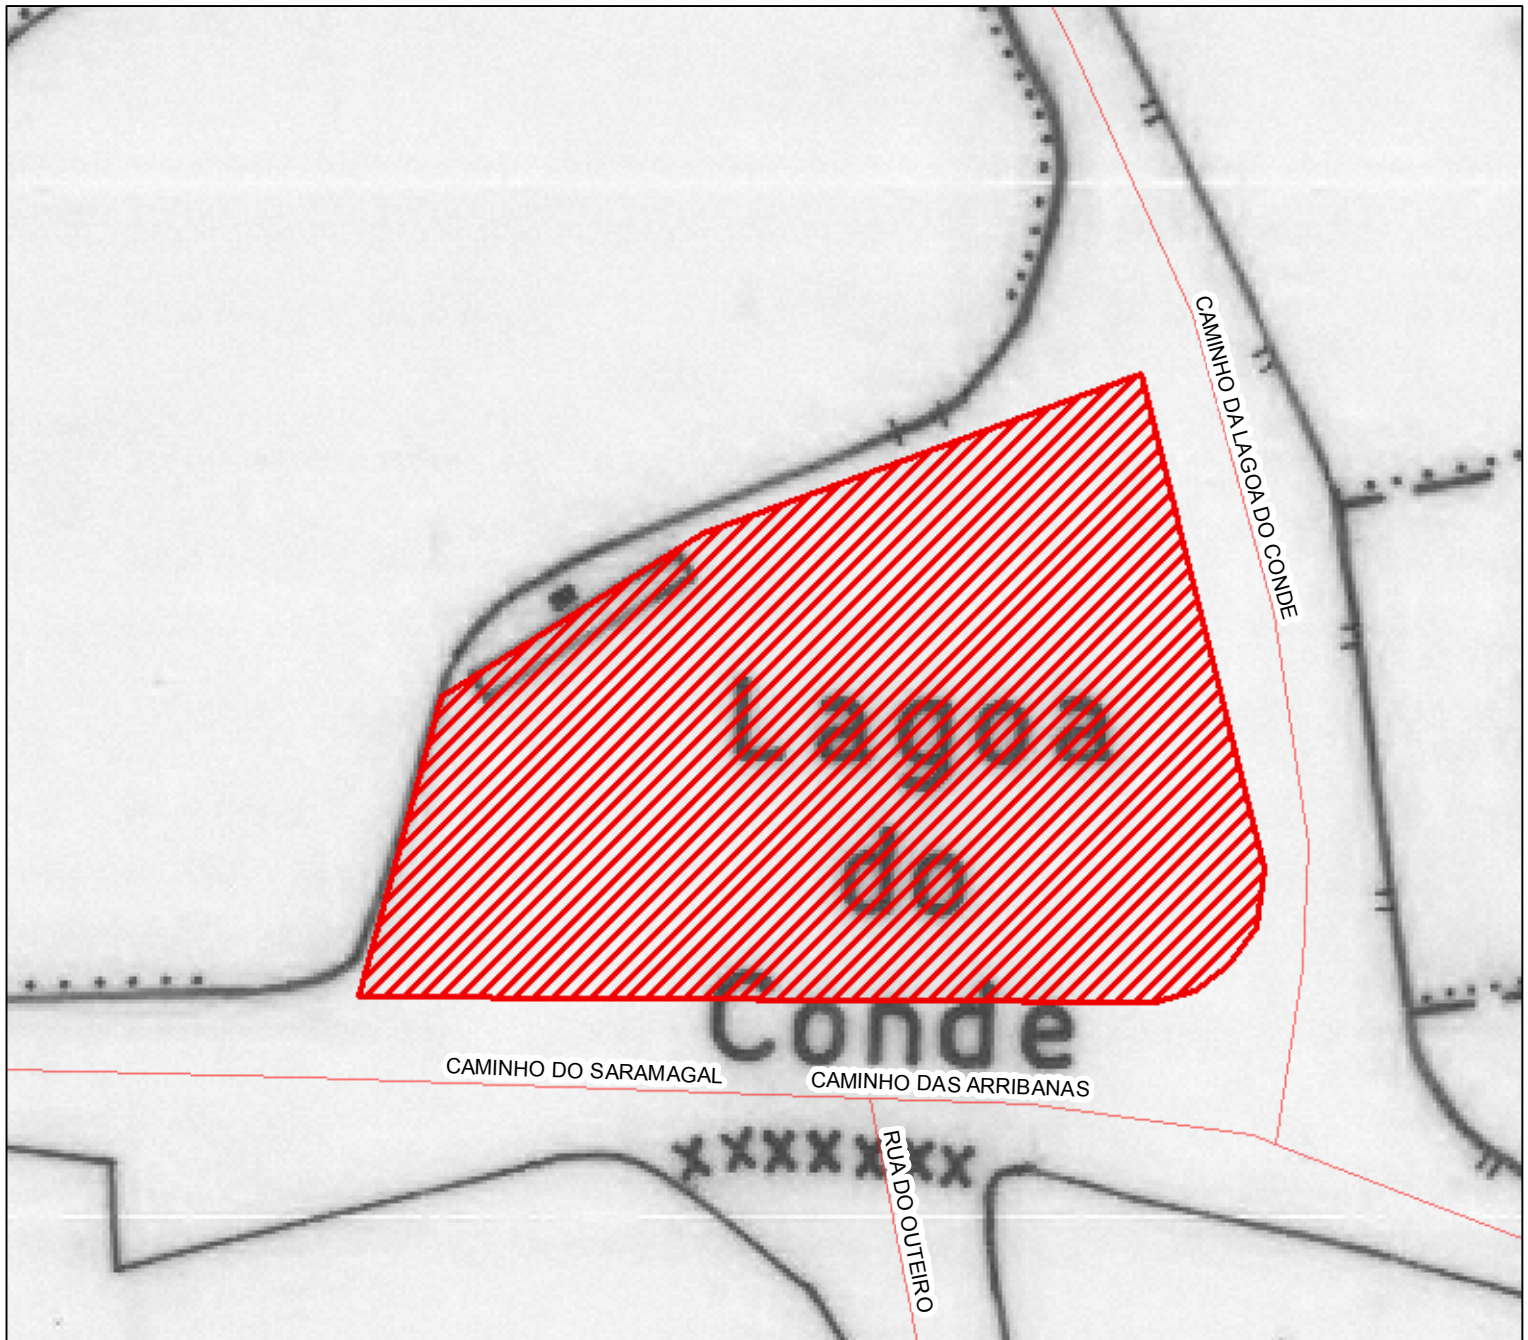 CAMINHO DA LAGOA DO CONDE
Lagoa
do
Conde
CAMINHO DO SARAMAGAL
CAMINHO DAS ARRIBANAS
RUA DO OUTEIRO